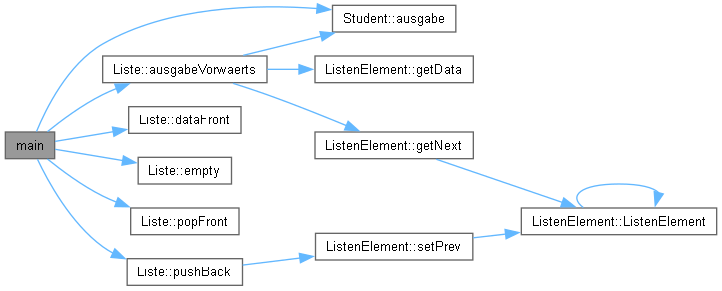 Student::ausgabe
Liste::ausgabeVorwaerts
ListenElement::getData
Liste::dataFront
ListenElement::getNext
main
Liste::empty
Liste::popFront
ListenElement::ListenElement
ListenElement::setPrev
Liste::pushBack